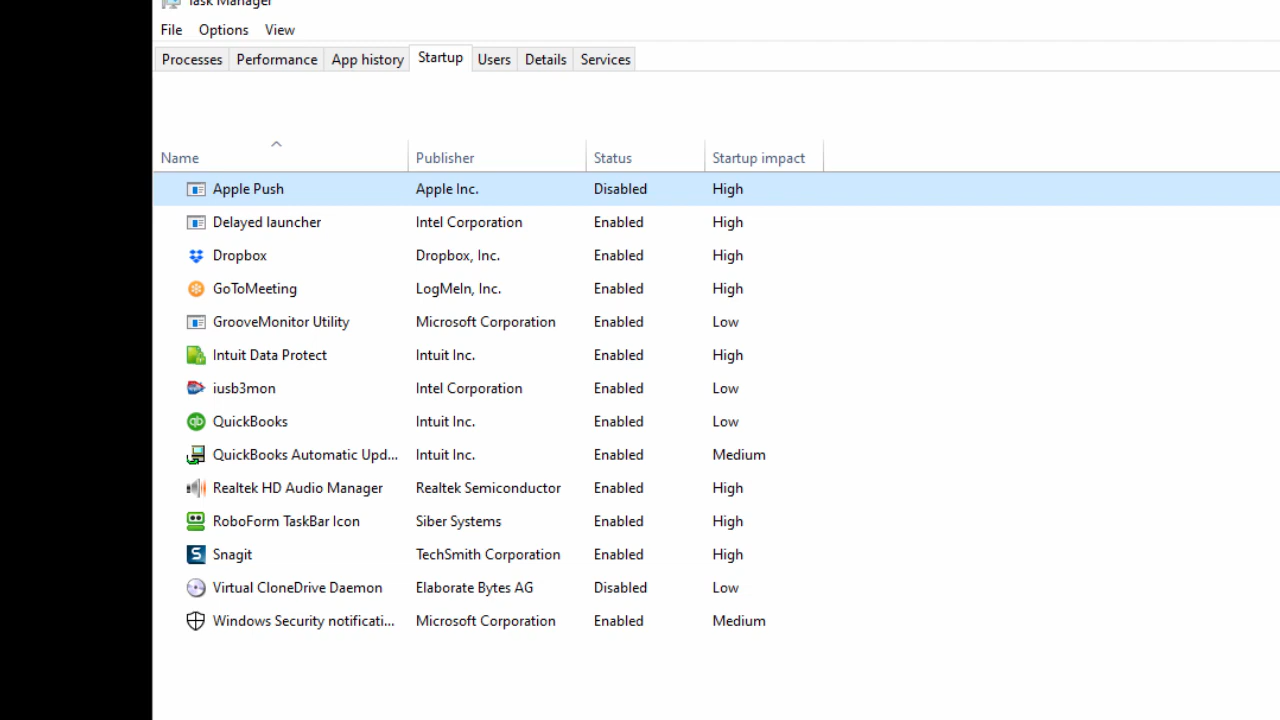 Task Manager
File Options View
Processes Performance App history Startup Users Details Services
Name Publisher Status Startup impact
Apple Push Apple Inc. Disabled High
Delayed launcher Intel Corporation Enabled High
Dropbox Dropbox, Inc. Enabled High
GoToMeeting LogMeIn, Inc. Enabled High
GrooveMonitor Utility Microsoft Corporation Enabled Low
Intuit Data Protect Intuit Inc. Enabled High
iusb3mon Intel Corporation Enabled Low
QuickBooks Intuit Inc. Enabled Low
QuickBooks Automatic Upd... Intuit Inc. Enabled Medium
Realtek HD Audio Manager Realtek Semiconductor Enabled High
RoboForm TaskBar Icon Siber Systems Enabled High
Snagit TechSmith Corporation Enabled High
Virtual CloneDrive Daemon Elaborate Bytes AG Disabled Low
Windows Security notificati... Microsoft Corporation Enabled Medium